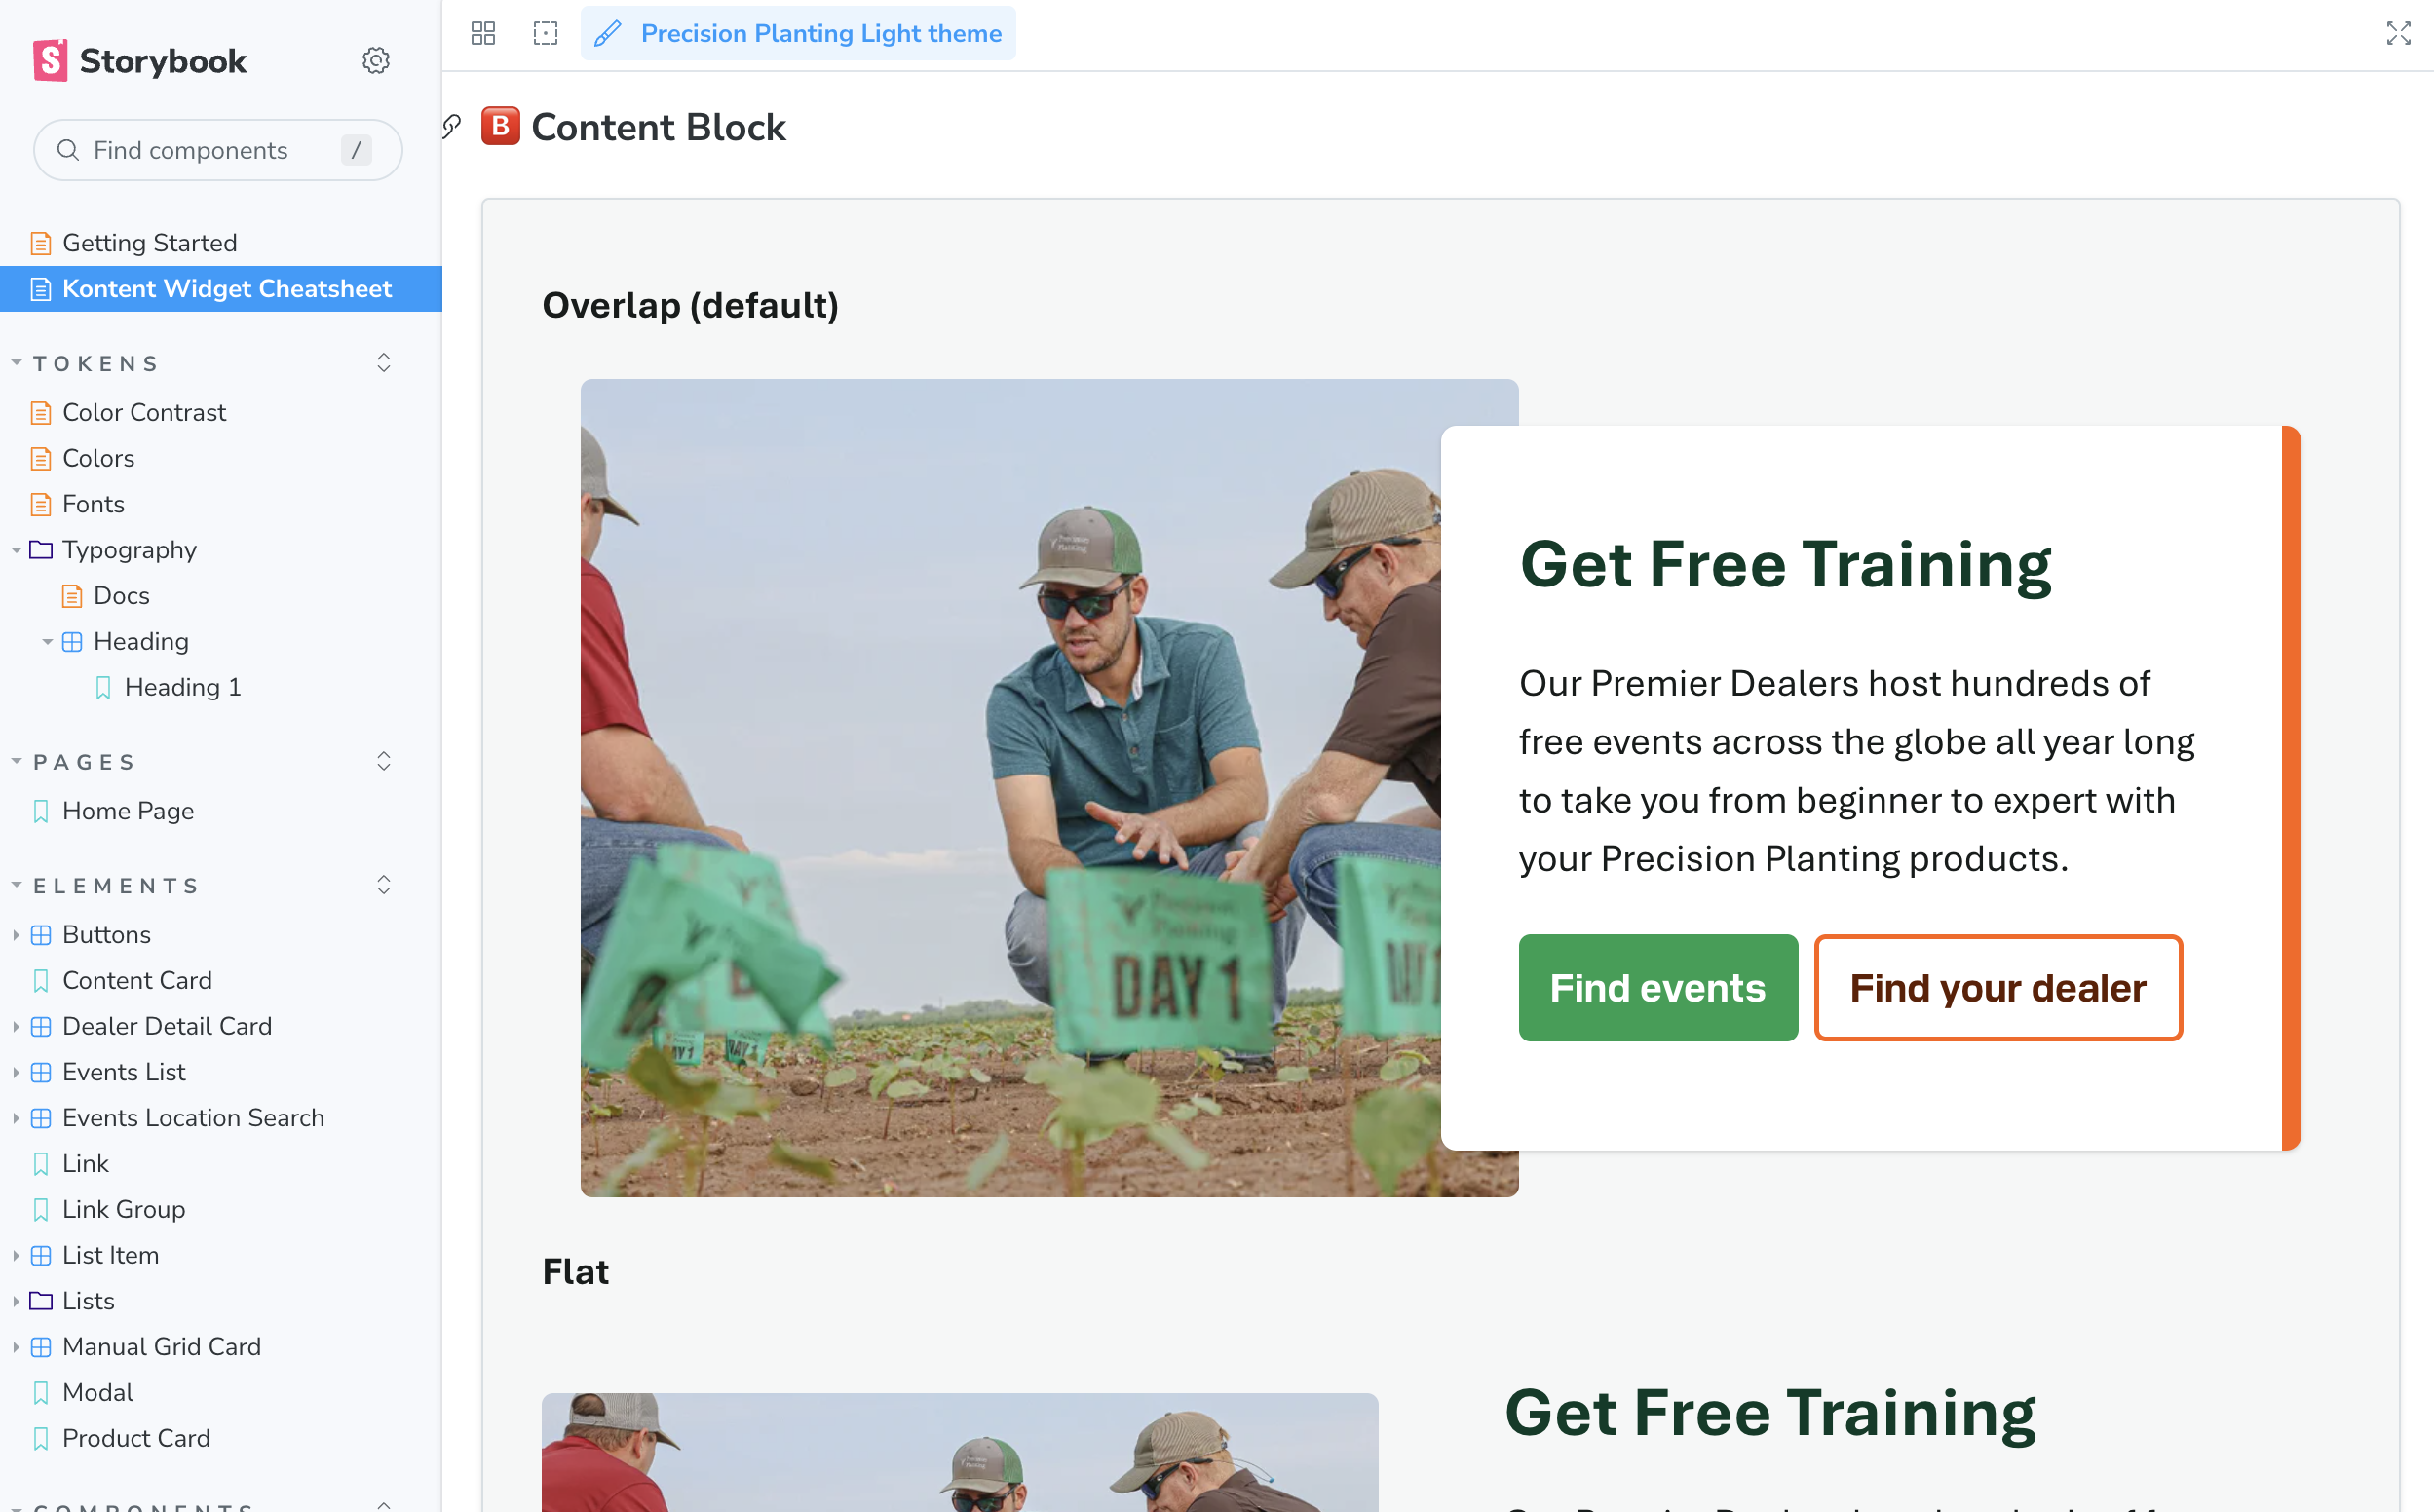 Storybook
Find components /
Getting Started
Kontent Widget Cheatsheet
TOKENS
Color Contrast
Colors
Fonts
Typography
Docs
Heading
Heading 1
PAGES
Home Page
ELEMENTS
Buttons
Content Card
Dealer Detail Card
Events List
Events Location Search
Link
Link Group
List Item
Lists
Manual Grid Card
Modal
Product Card
COMPONENTS
Precision Planting Light theme
B Content Block
Overlap (default)
Precision
Planting
DAY 1
DAY 1
Get Free Training
Our Premier Dealers host hundreds of
free events across the globe all year long
to take you from beginner to expert with
your Precision Planting products.
Find events
Find your dealer
Flat
Get Free Training